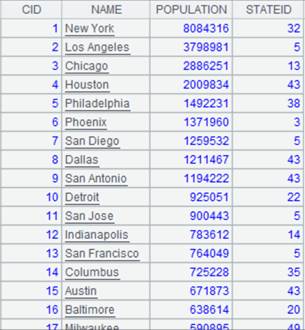 CID NAME POPULATION STATEID
1 New York 8084316 32
2 Los Angeles 3798981 5
3 Chicago 2886251 13
4 Houston 2009834 43
5 Philadelphia 1492231 38
6 Phoenix 1371960 3
7 San Diego 1259532 5
8 Dallas 1211467 43
9 San Antonio 1194222 43
10 Detroit 925051 22
11 San Jose 900443 5
12 Indianapolis 783612 14
13 San Francisco 764049 5
14 Columbus 725228 35
15 Austin 671873 43
16 Baltimore 638614 20
17 Milwaukee 590895 49